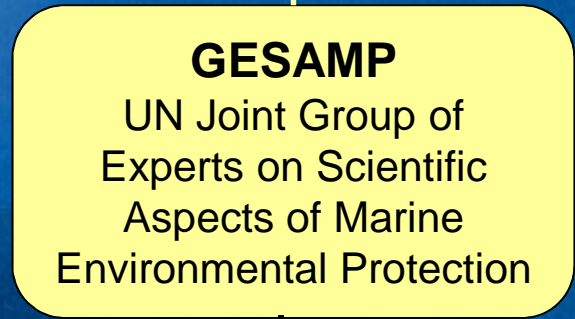 GESAMP
UN Joint Group of
Experts on Scientific
Aspects of Marine
Environmental Protection